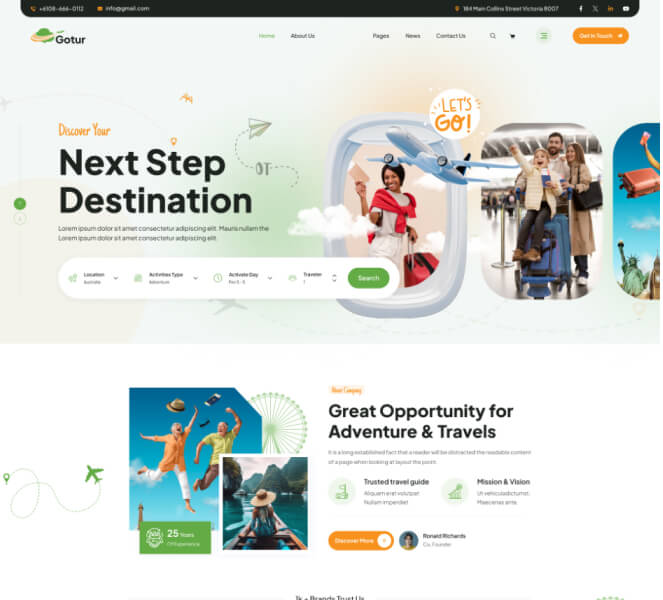 +6108-666-0112
info@gmail.com
184 Main Collins Street Victoria 8007
Gotur
Home
About Us
Pages
News
Contact Us
Get In Touch
LET'S
GO!
Discover Your
Next Step
Destination
Lorem ipsum dolor sit amet consectetur adipiscing elit. Mauris nullam the
Lorem ipsum dolor sit amet consectetur adipiscing elit.
Location
Australia
Activities Type
Adventure
Activate Day
Traveler
1
Search
About Company
Great Opportunity for
Adventure & Travels
It is a long established fact that a reader will be distracted the readable content
of a page when looking at layout the point.
Trusted travel guide
Aliquam erat volutpat
Nullam imperdiet
Mission & Vision
Ut vehiculadictumst.
Maecenas ante.
25 Years
Of Experience
Discover More
Ronald Richards
Co. Founder
1k + Brands Trust Us